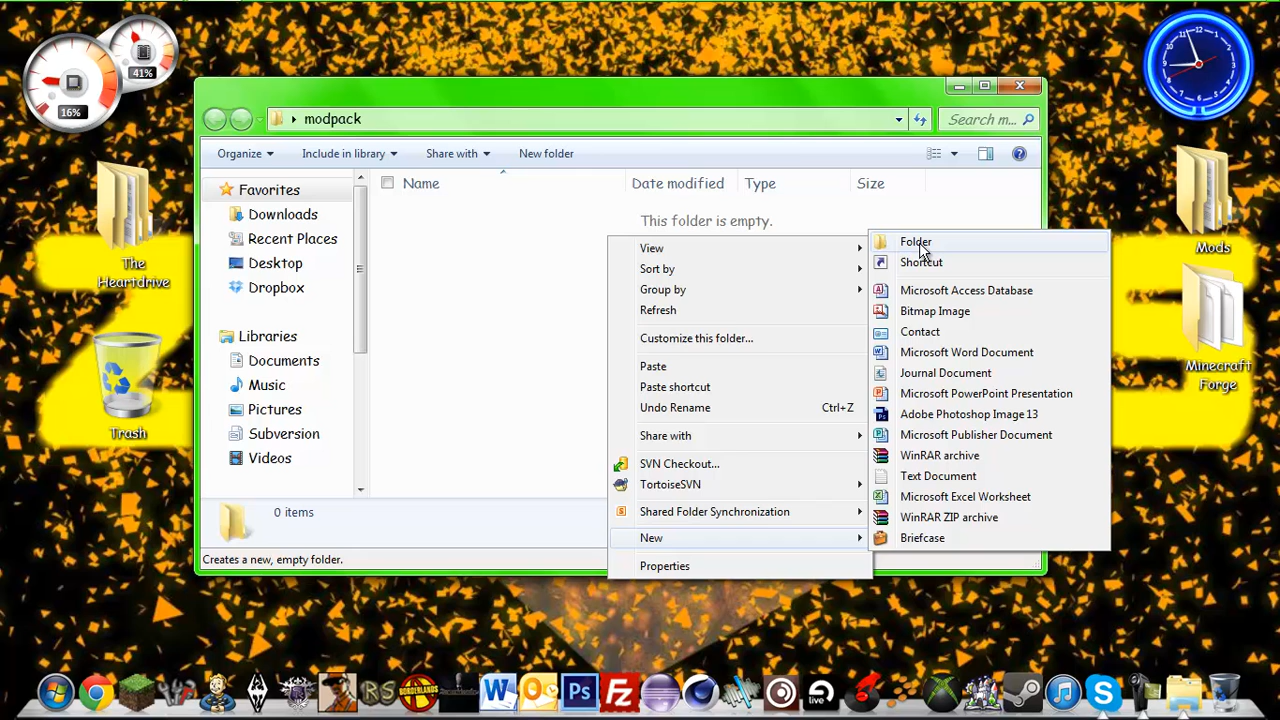 41%
16%
The
Heartdrive
Trash
Mods
Minecraft
Forge
modpack
Search m...
Organize
Include in library
Share with
New folder
Favorites
Downloads
Recent Places
Desktop
Dropbox
Libraries
Documents
Music
Pictures
Subversion
Videos
Name
Date modified
Type
Size
This folder is empty.
0 items
Creates a new, empty folder.
View
Sort by
Group by
Refresh
Customize this folder...
Paste
Paste shortcut
Undo Rename Ctrl+Z
Share with
SVN Checkout...
TortoiseSVN
Shared Folder Synchronization
New
Properties
Folder
Shortcut
Microsoft Access Database
Bitmap Image
Contact
Microsoft Word Document
Journal Document
Microsoft PowerPoint Presentation
Adobe Photoshop Image 13
Microsoft Publisher Document
WinRAR archive
Text Document
Microsoft Excel Worksheet
WinRAR ZIP archive
Briefcase
RS
BORDERLANDS
W
Ps
Fz
live
S